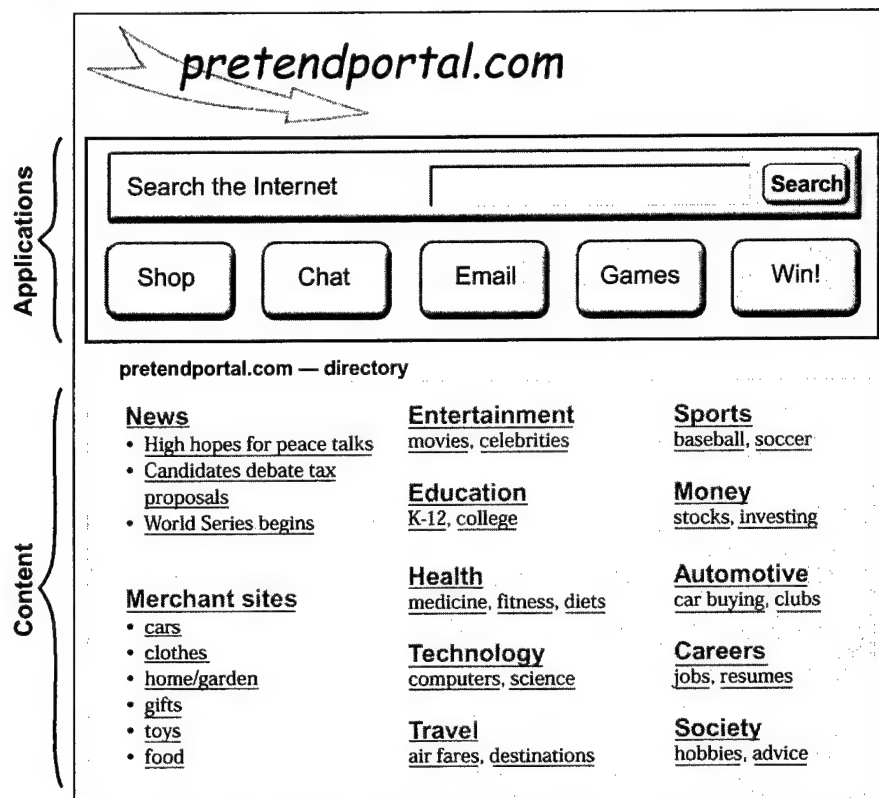 pretendportal.com
Applications
Search the Internet
Search
Shop
Chat
Email
Games
Win!
pretendportal.com — directory
Content
News
• High hopes for peace talks
• Candidates debate tax
proposals
• World Series begins
Merchant sites
• cars
• clothes
• home/garden
• gifts
• toys
• food
Entertainment
movies, celebrities
Education
K-12, college
Health
medicine, fitness, diets
Technology
computers, science
Travel
air fares, destinations
Sports
baseball, soccer
Money
stocks, investing
Automotive
car buying, clubs
Careers
jobs, resumes
Society
hobbies, advice